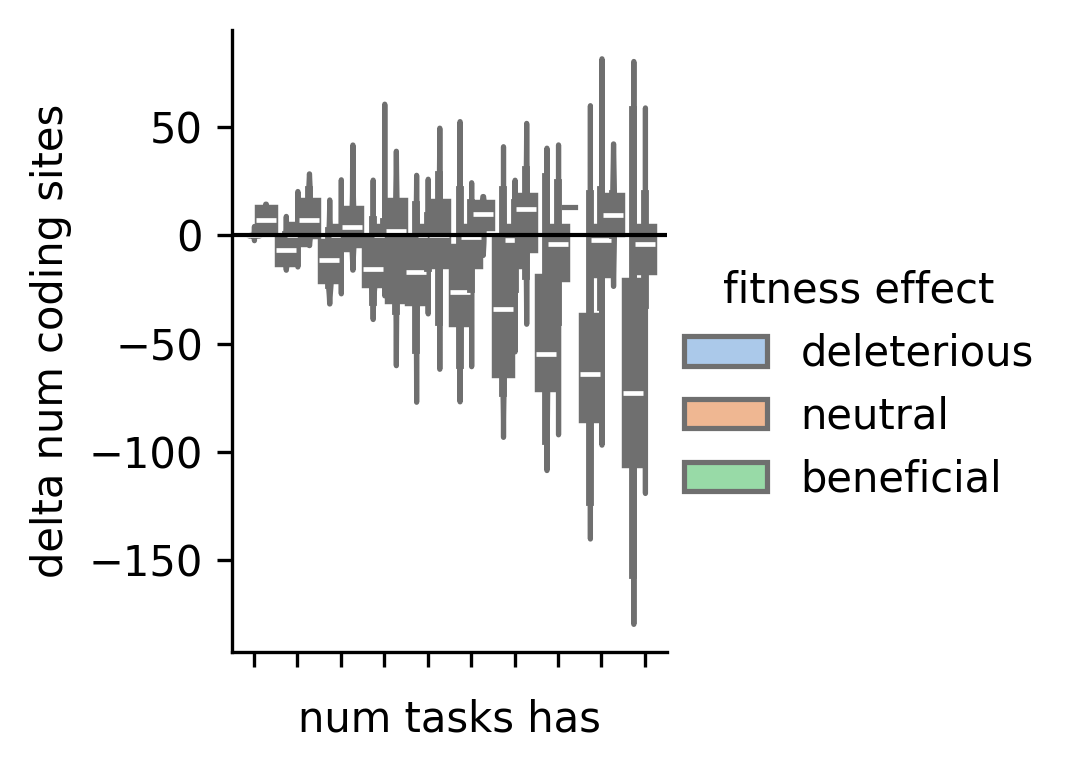 delta num coding sites
50
0
−50
−100
−150
num tasks has
fitness effect
deleterious
neutral
beneficial